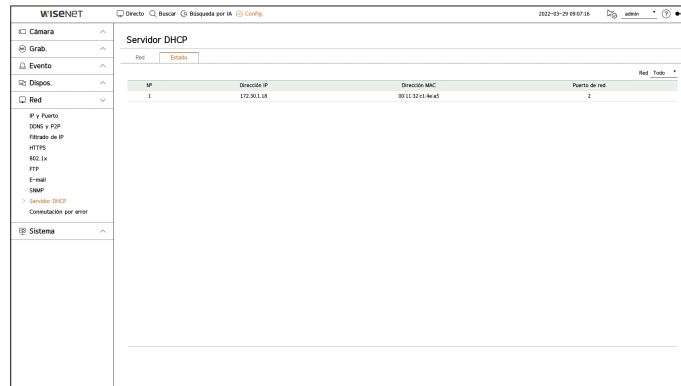 WISENET
Directo Buscar Búsqueda por IA Config. 2022-03-29 09:07:16 admin
Cámara
Grab.
Evento
Dispos.
Red
IP y Puerto
DDNS y P2P
Filtrado de IP
HTTPS
802.1x
FTP
E-mail
SNMP
> Servidor DHCP
Conmutación por error
Sistema
Servidor DHCP
Red Estado
Red Todo
Nº Dirección IP Dirección MAC Puerto de red
1 172.30.1.18 00:11:32:c1:4e:a5 2